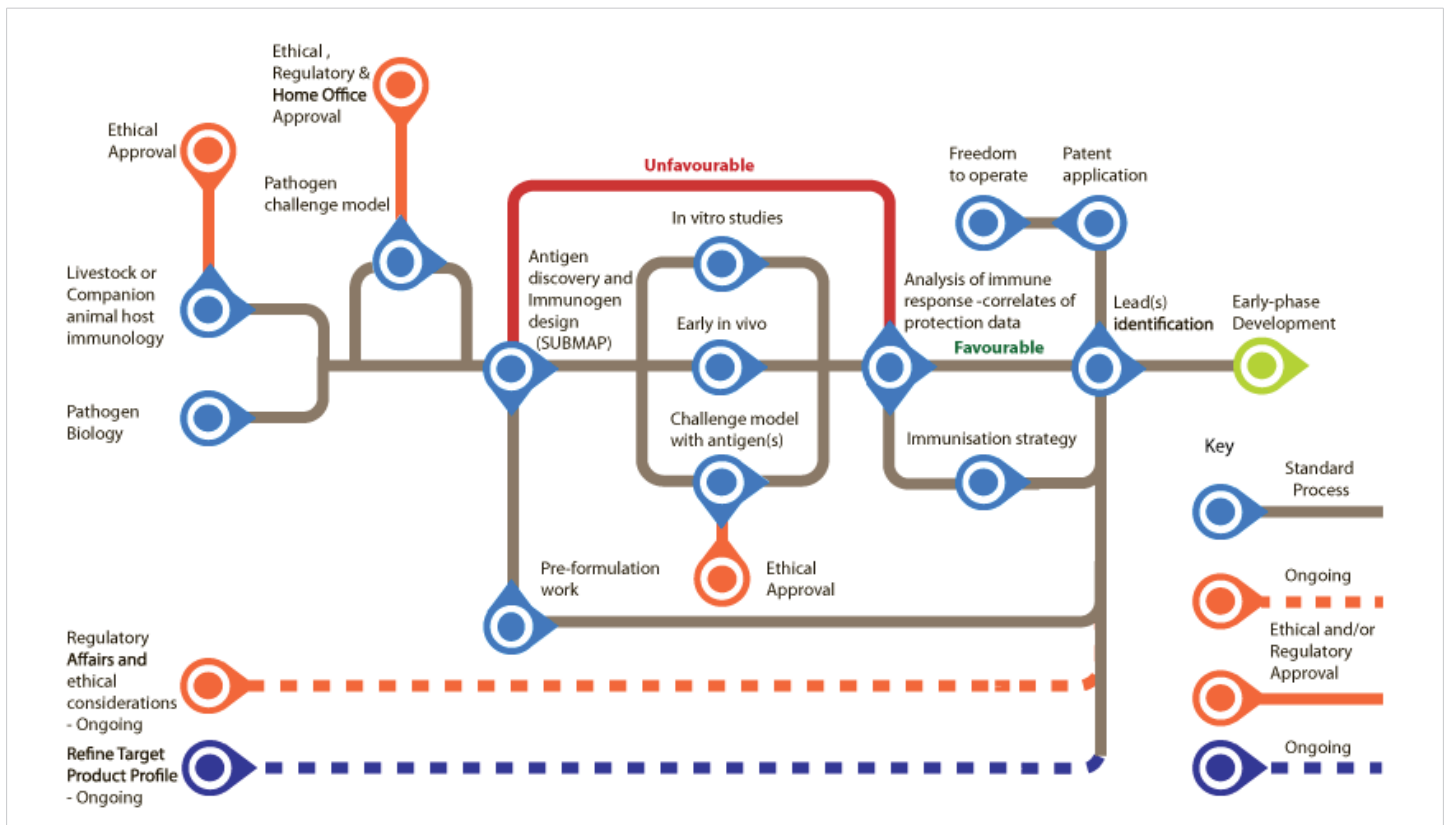 Ethical ,
Regulatory &
Home Office
Approval
Ethical
Approval
Pathogen
challenge model
Livestock or
Companion
animal host
immunology
Pathogen
Biology
Unfavourable
In vitro studies
Antigen
discovery and
Immunogen
design
(SUBMAP)
Early in vivo
Challenge model
with antigen(s)
Ethical
Approval
Pre-formulation
work
Freedom
to operate
Patent
application
Analysis of immune
response -correlates of
protection data
Favourable
Lead(s)
identification
Early-phase
Development
Immunisation strategy
Regulatory
Affairs and
ethical
considerations
- Ongoing
Refine Target
Product Profile
- Ongoing
Key
Standard
Process
Ongoing
Ethical and/or
Regulatory
Approval
Ongoing